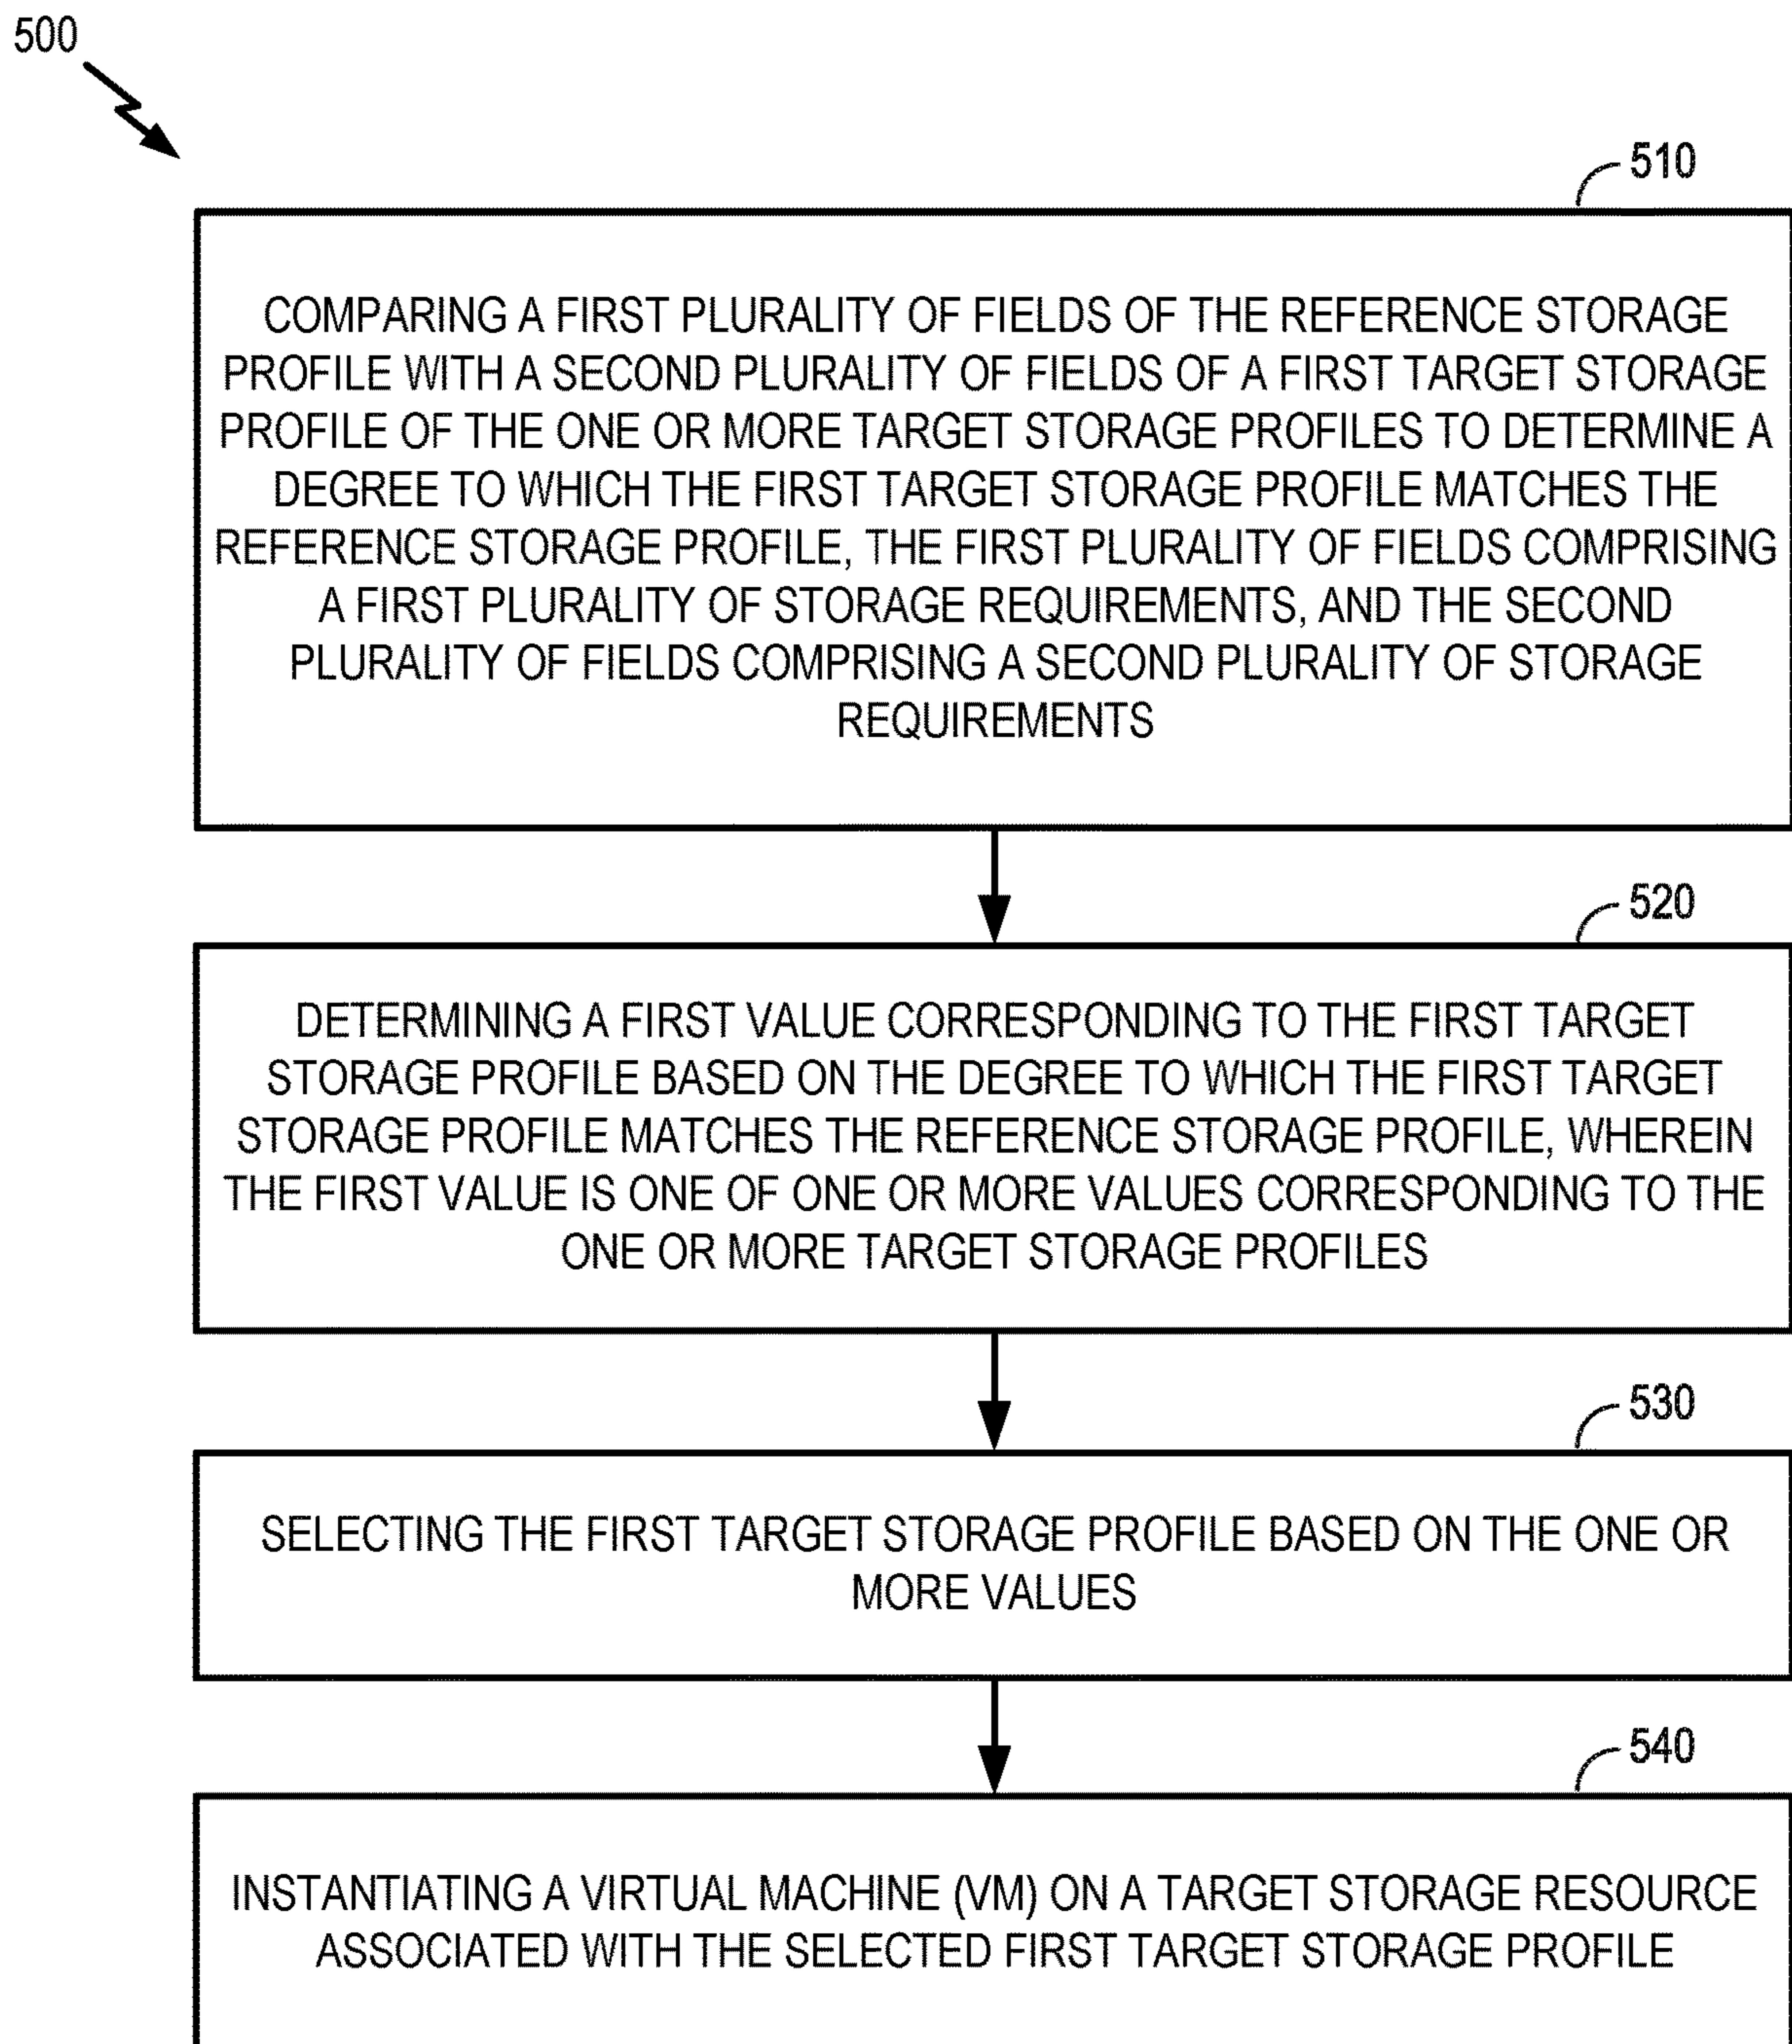 500
510
COMPARING A FIRST PLURALITY OF FIELDS OF THE REFERENCE STORAGE
PROFILE WITH A SECOND PLURALITY OF FIELDS OF A FIRST TARGET STORAGE
PROFILE OF THE ONE OR MORE TARGET STORAGE PROFILES TO DETERMINE A
DEGREE TO WHICH THE FIRST TARGET STORAGE PROFILE MATCHES THE
REFERENCE STORAGE PROFILE, THE FIRST PLURALITY OF FIELDS COMPRISING
A FIRST PLURALITY OF STORAGE REQUIREMENTS, AND THE SECOND
PLURALITY OF FIELDS COMPRISING A SECOND PLURALITY OF STORAGE
REQUIREMENTS
520
DETERMINING A FIRST VALUE CORRESPONDING TO THE FIRST TARGET
STORAGE PROFILE BASED ON THE DEGREE TO WHICH THE FIRST TARGET
STORAGE PROFILE MATCHES THE REFERENCE STORAGE PROFILE, WHEREIN
THE FIRST VALUE IS ONE OF ONE OR MORE VALUES CORRESPONDING TO THE
ONE OR MORE TARGET STORAGE PROFILES
530
SELECTING THE FIRST TARGET STORAGE PROFILE BASED ON THE ONE OR
MORE VALUES
540
INSTANTIATING A VIRTUAL MACHINE (VM) ON A TARGET STORAGE RESOURCE
ASSOCIATED WITH THE SELECTED FIRST TARGET STORAGE PROFILE